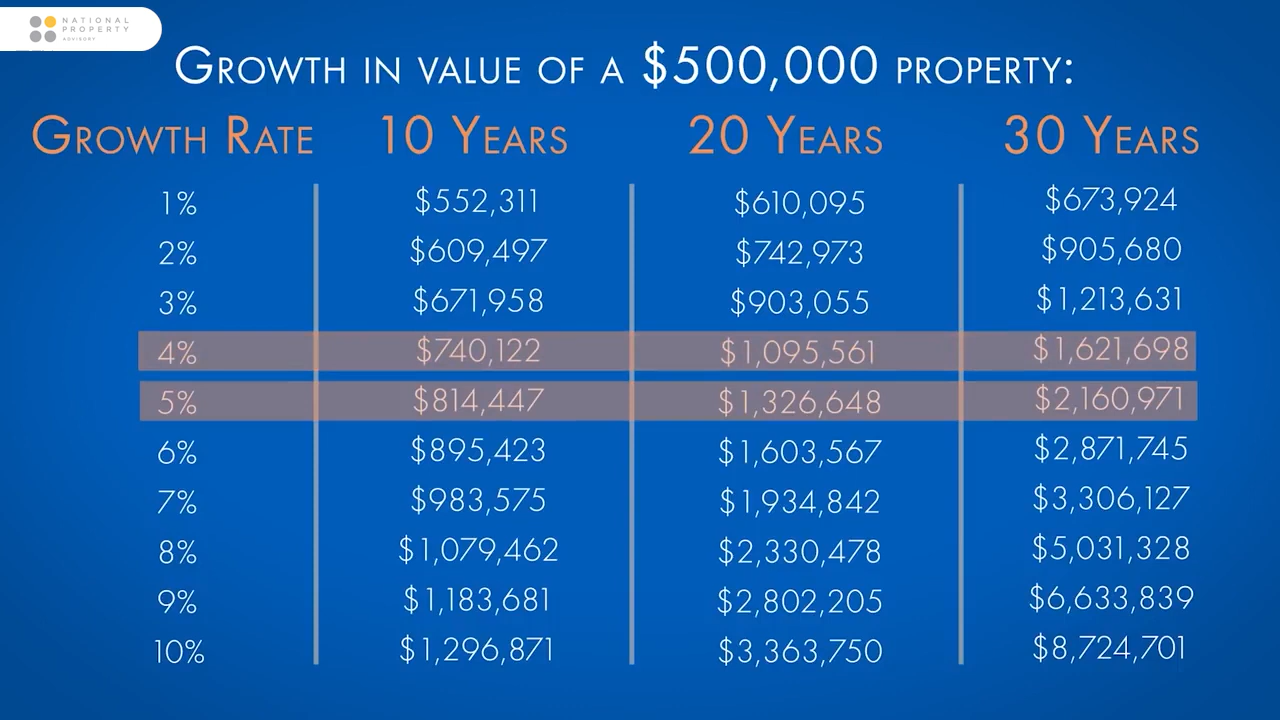 NATIONAL
PROPERTY
ADVISORY
GROWTH IN VALUE OF A $500,000 PROPERTY:
GROWTH RATE 10 YEARS 20 YEARS 30 YEARS
1% $552,311 $610,095 $673,924
2% $609,497 $742,973 $905,680
3% $671,958 $903,055 $1,213,631
4% $740,122 $1,095,561 $1,621,698
5% $814,447 $1,326,648 $2,160,971
6% $895,423 $1,603,567 $2,871,745
7% $983,575 $1,934,842 $3,306,127
8% $1,079,462 $2,330,478 $5,031,328
9% $1,183,681 $2,802,205 $6,633,839
10% $1,296,871 $3,363,750 $8,724,701